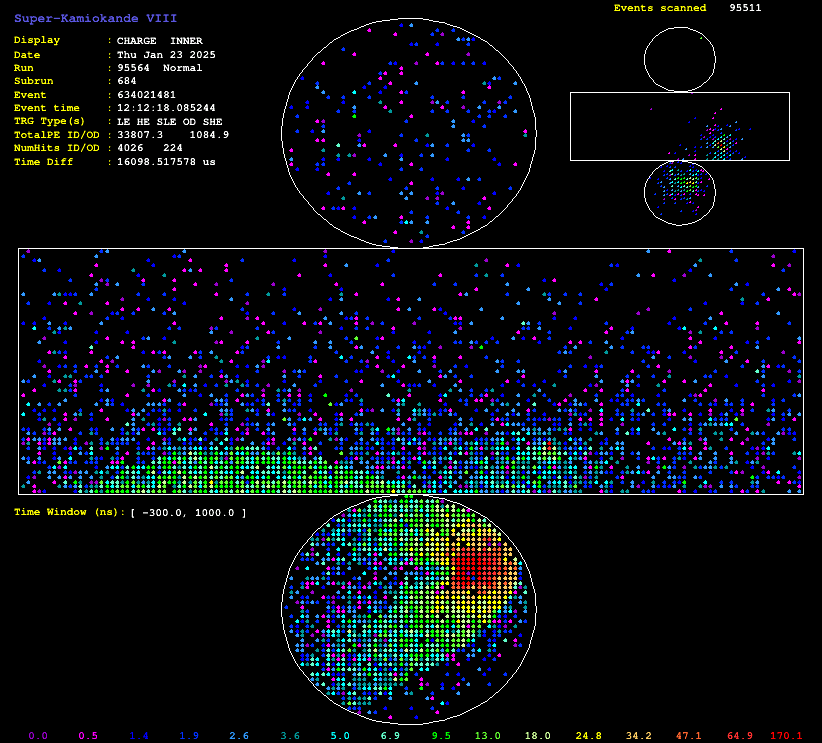 Super-Kamiokande VIII
Events scanned 95511
Display : CHARGE INNER
Date : Thu Jan 23 2025
Run : 95564 Normal
Subrun : 684
Event : 634021481
Event time : 12:12:18.085244
TRG Type(s) : LE HE SLE OD SHE
TotalPE ID/OD : 33807.3 1084.9
NumHits ID/OD : 4026 224
Time Diff : 16098.517578 us
Time Window (ns): [ -300.0, 1000.0 ]
0.0 0.5 1.4 1.9 2.6 3.6 5.0 6.9 9.5 13.0 18.0 24.8 34.2 47.1 64.9 170.1